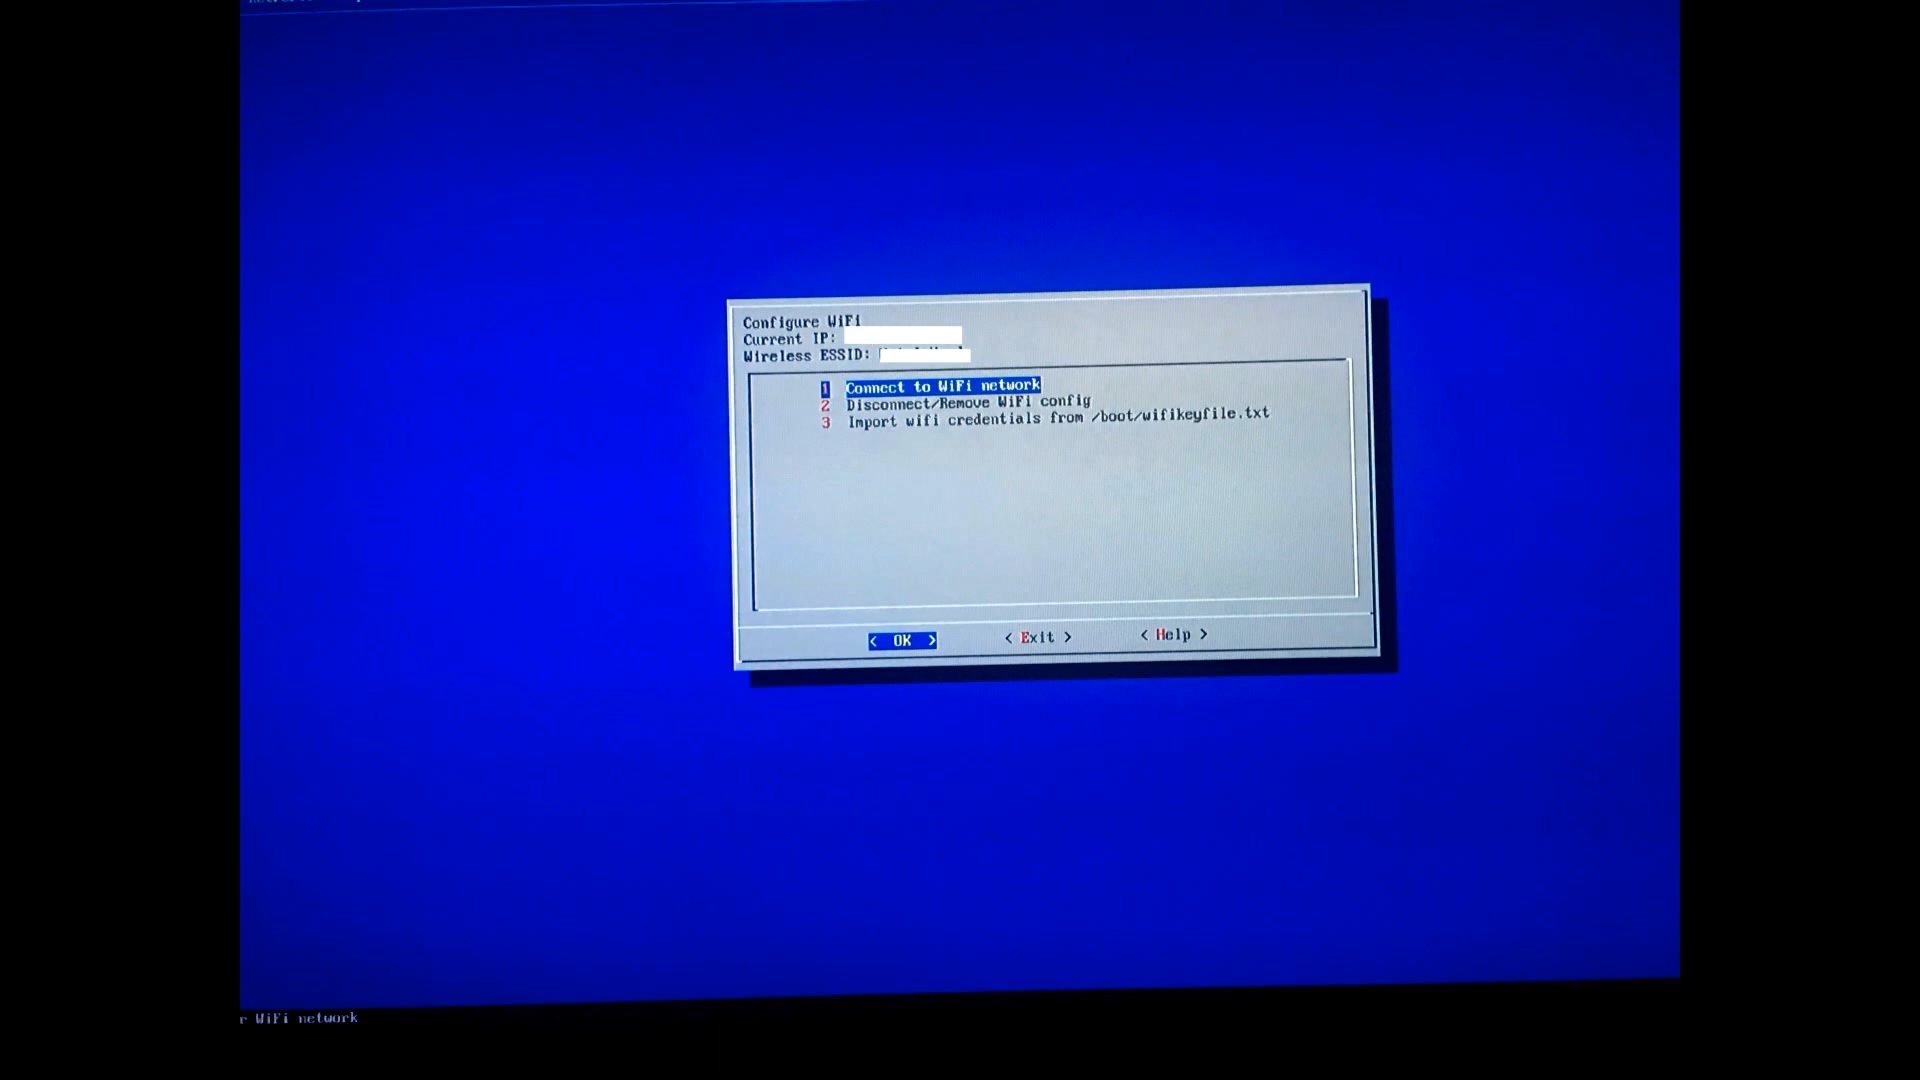 Configure WiFi
Current IP:
Wireless ESSID:
1 Connect to WiFi network
2 Disconnect/Remove WiFi config
3 Import wifi credentials from /boot/wifikeyfile.txt
< OK > < Exit > < Help >
r WiFi network